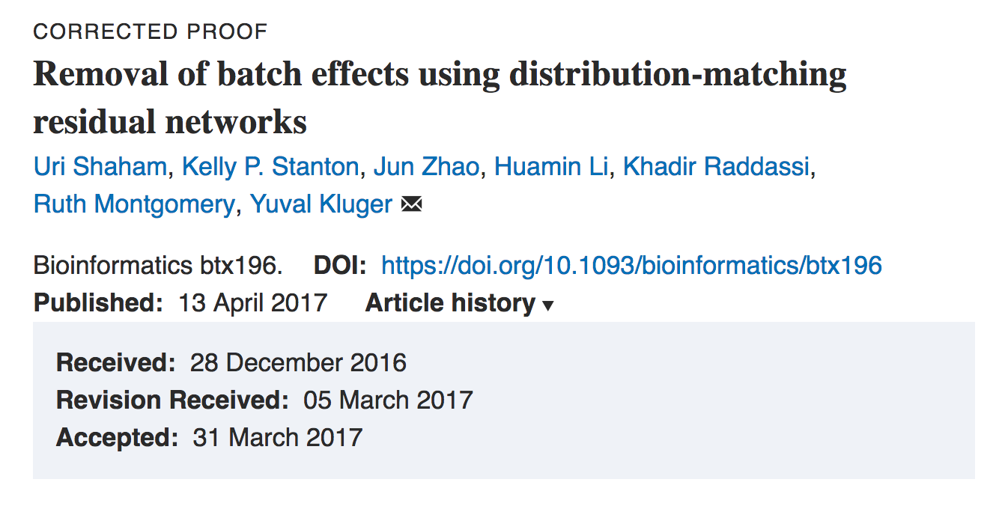 CORRECTED PROOF
Removal of batch effects using distribution-matching
residual networks
Uri Shaham, Kelly P. Stanton, Jun Zhao, Huamin Li, Khadir Raddassi,
Ruth Montgomery, Yuval Kluger
Bioinformatics btx196. DOI: https://doi.org/10.1093/bioinformatics/btx196
Published: 13 April 2017 Article history
Received: 28 December 2016
Revision Received: 05 March 2017
Accepted: 31 March 2017